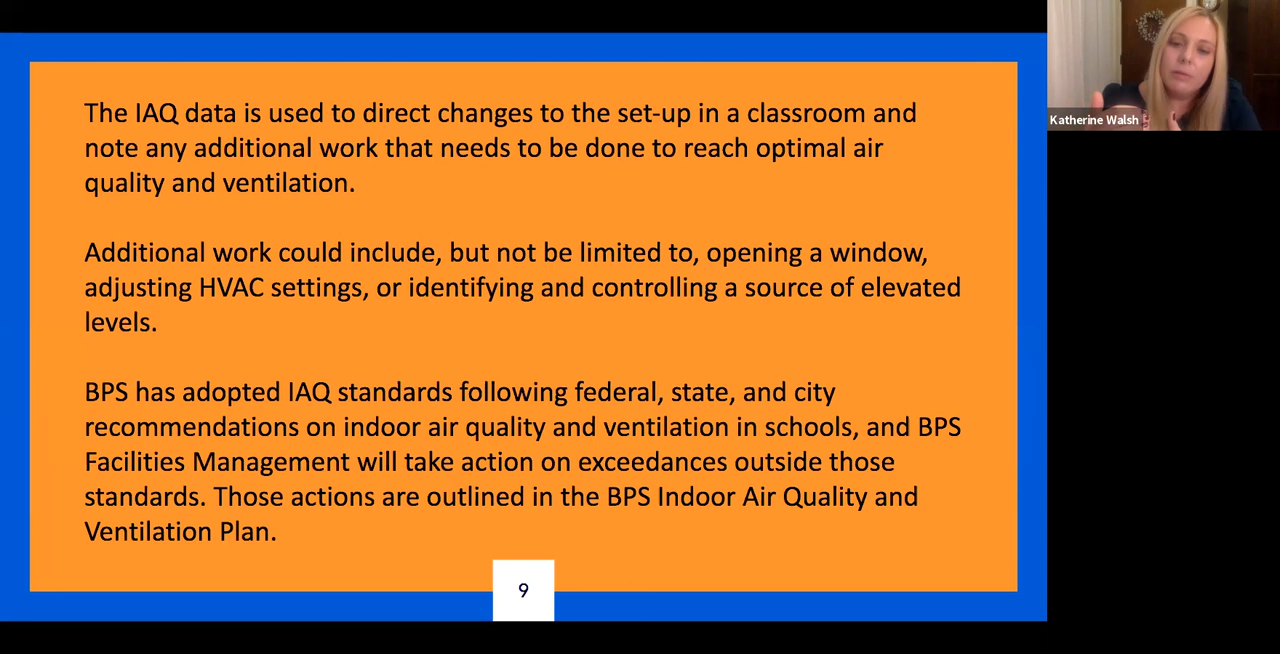 The IAQ data is used to direct changes to the set-up in a classroom and
note any additional work that needs to be done to reach optimal air
quality and ventilation.
Additional work could include, but not be limited to, opening a window,
adjusting HVAC settings, or identifying and controlling a source of elevated
levels.
BPS has adopted IAQ standards following federal, state, and city
recommendations on indoor air quality and ventilation in schools, and BPS
Facilities Management will take action on exceedances outside those
standards. Those actions are outlined in the BPS Indoor Air Quality and
Ventilation Plan.
9
Katherine Walsh